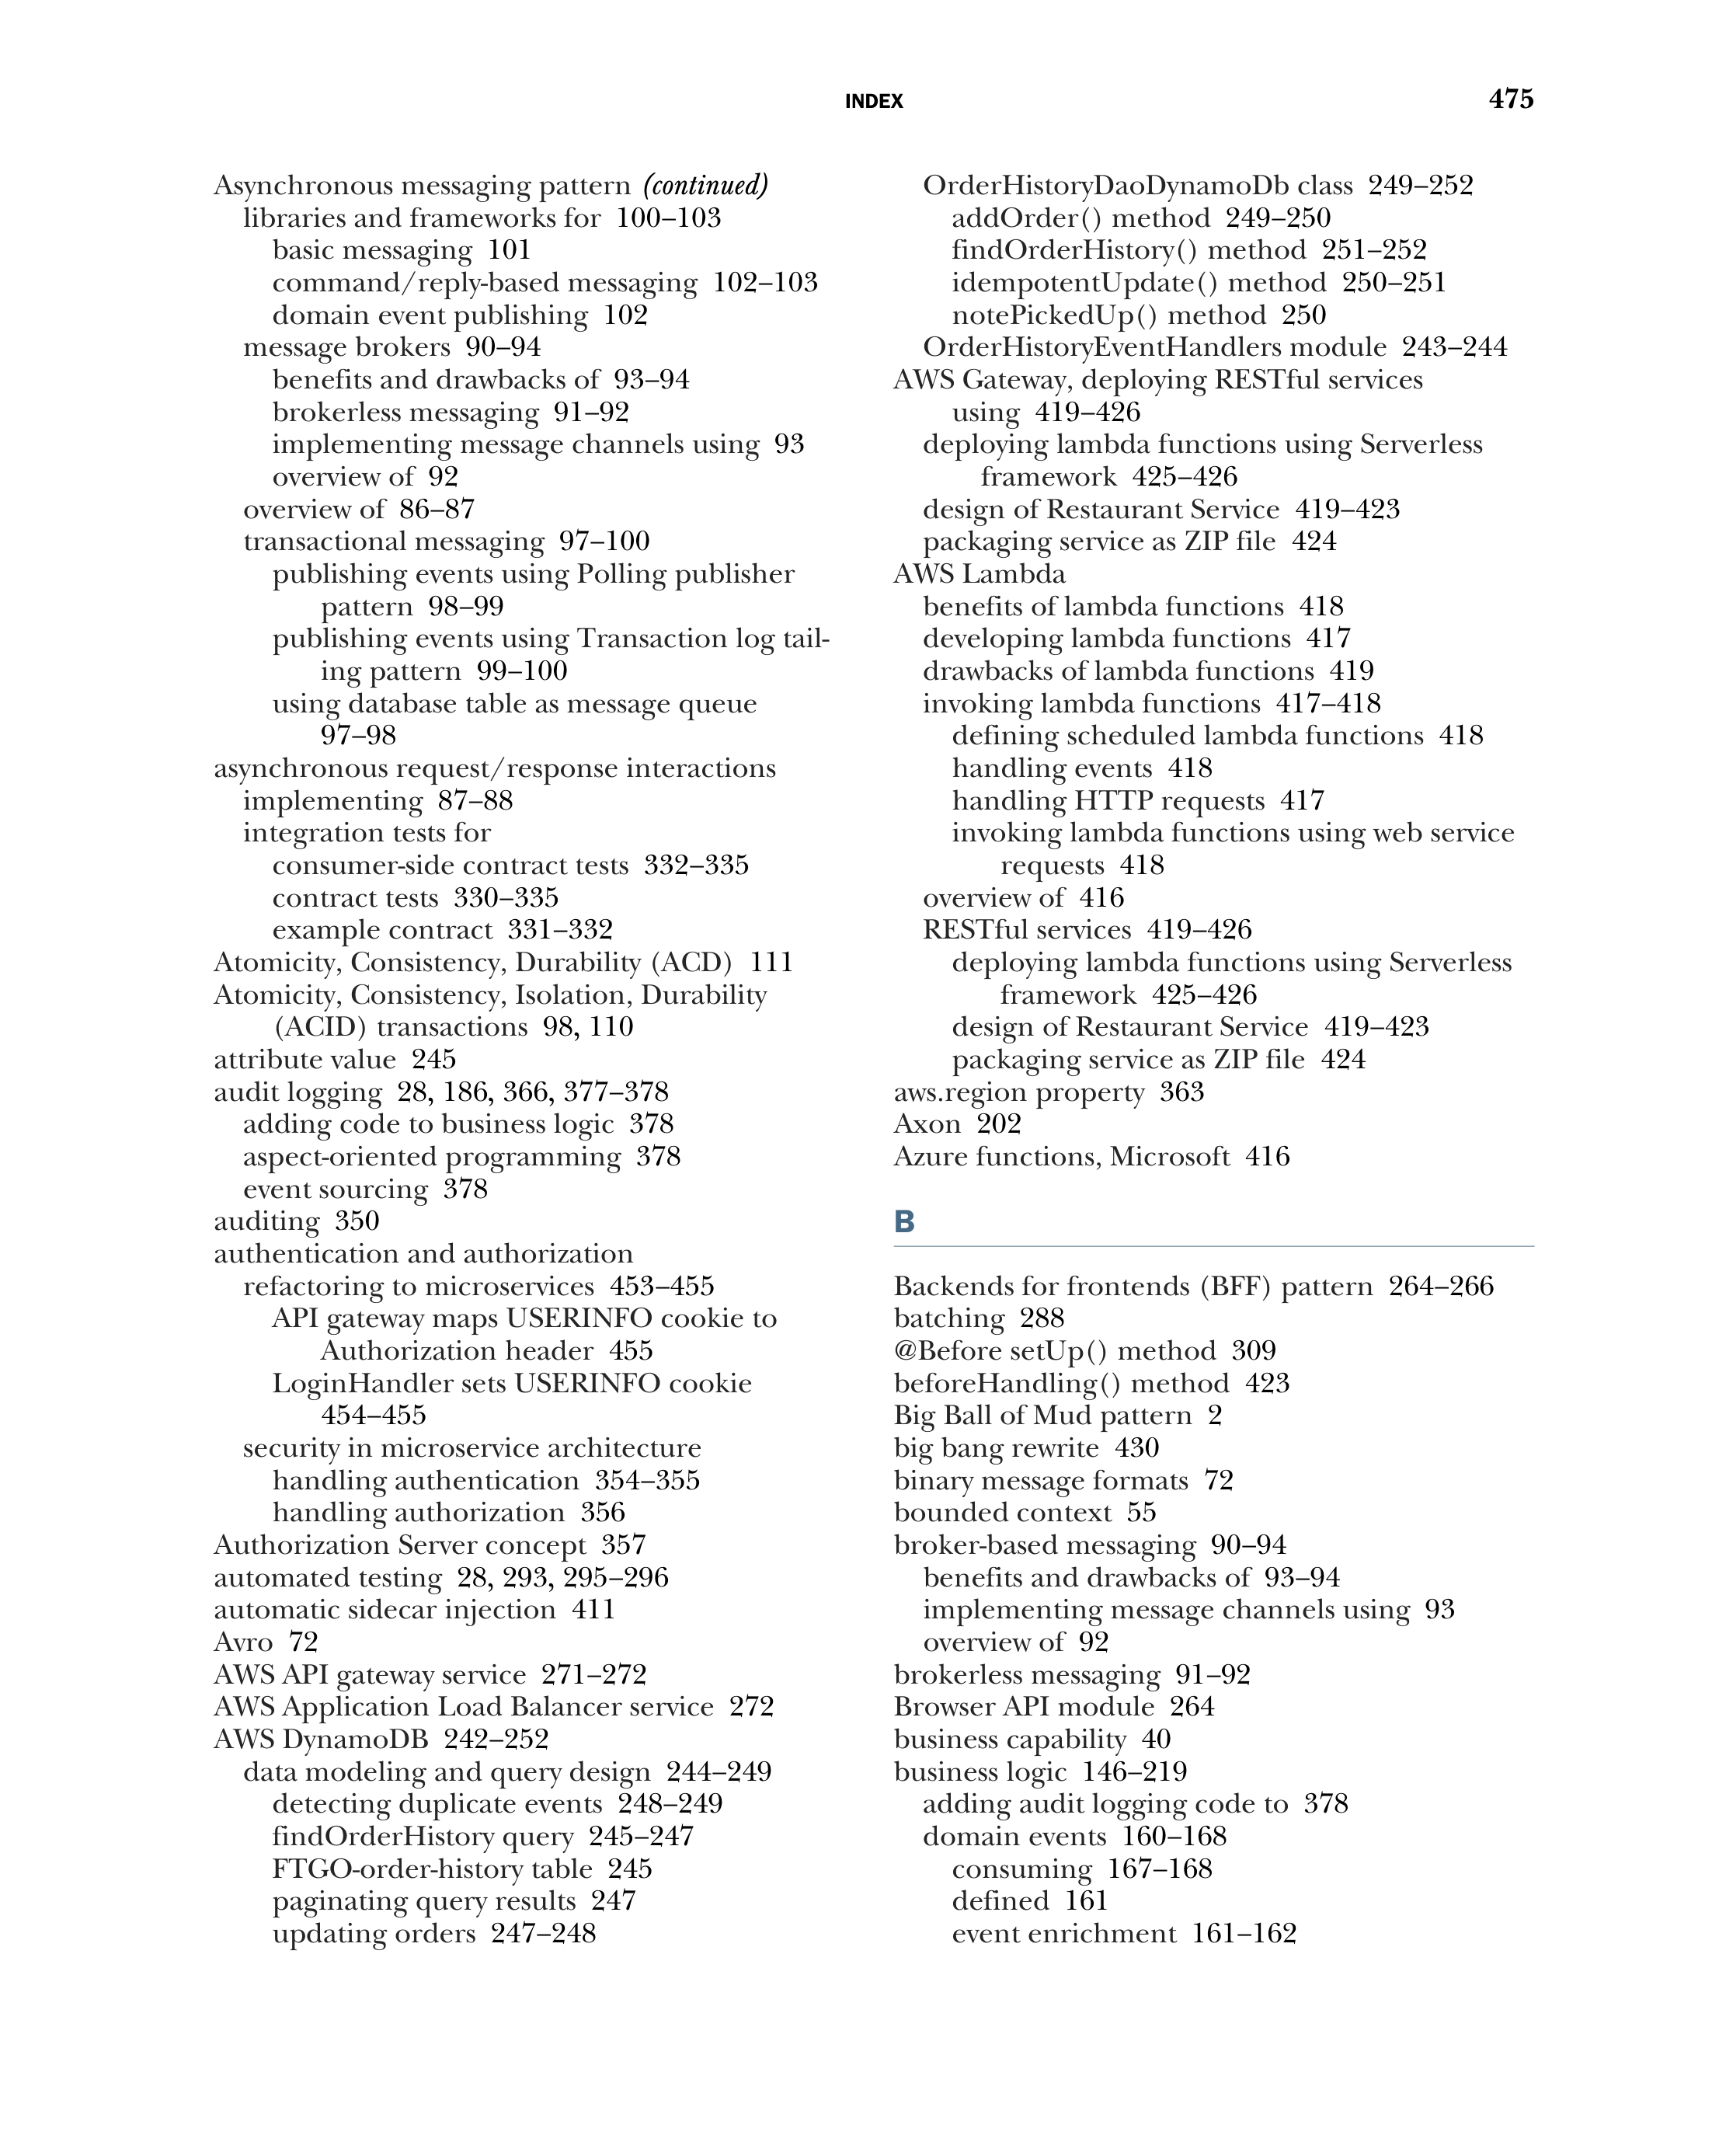 INDEX 475
Asynchronous messaging pattern (continued)
libraries and frameworks for 100–103
basic messaging 101
command/reply-based messaging 102–103
domain event publishing 102
message brokers 90–94
benefits and drawbacks of 93–94
brokerless messaging 91–92
implementing message channels using 93
overview of 92
overview of 86–87
transactional messaging 97–100
publishing events using Polling publisher
pattern 98–99
publishing events using Transaction log tail-
ing pattern 99–100
using database table as message queue
97–98
asynchronous request/response interactions
implementing 87–88
integration tests for
consumer-side contract tests 332–335
contract tests 330–335
example contract 331–332
Atomicity, Consistency, Durability (ACD) 111
Atomicity, Consistency, Isolation, Durability
(ACID) transactions 98, 110
attribute value 245
audit logging 28, 186, 366, 377–378
adding code to business logic 378
aspect-oriented programming 378
event sourcing 378
auditing 350
authentication and authorization
refactoring to microservices 453–455
API gateway maps USERINFO cookie to
Authorization header 455
LoginHandler sets USERINFO cookie
454–455
security in microservice architecture
handling authentication 354–355
handling authorization 356
Authorization Server concept 357
automated testing 28, 293, 295–296
automatic sidecar injection 411
Avro 72
AWS API gateway service 271–272
AWS Application Load Balancer service 272
AWS DynamoDB 242–252
data modeling and query design 244–249
detecting duplicate events 248–249
findOrderHistory query 245–247
FTGO-order-history table 245
paginating query results 247
updating orders 247–248
OrderHistoryDaoDynamoDb class 249–252
addOrder() method 249–250
findOrderHistory() method 251–252
idempotentUpdate() method 250–251
notePickedUp() method 250
OrderHistoryEventHandlers module 243–244
AWS Gateway, deploying RESTful services
using 419–426
deploying lambda functions using Serverless
framework 425–426
design of Restaurant Service 419–423
packaging service as ZIP file 424
AWS Lambda
benefits of lambda functions 418
developing lambda functions 417
drawbacks of lambda functions 419
invoking lambda functions 417–418
defining scheduled lambda functions 418
handling events 418
handling HTTP requests 417
invoking lambda functions using web service
requests 418
overview of 416
RESTful services 419–426
deploying lambda functions using Serverless
framework 425–426
design of Restaurant Service 419–423
packaging service as ZIP file 424
aws.region property 363
Axon 202
Azure functions, Microsoft 416
B
Backends for frontends (BFF) pattern 264–266
batching 288
@Before setUp() method 309
beforeHandling() method 423
Big Ball of Mud pattern 2
big bang rewrite 430
binary message formats 72
bounded context 55
broker-based messaging 90–94
benefits and drawbacks of 93–94
implementing message channels using 93
overview of 92
brokerless messaging 91–92
Browser API module 264
business capability 40
business logic 146–219
adding audit logging code to 378
domain events 160–168
consuming 167–168
defined 161
event enrichment 161–162